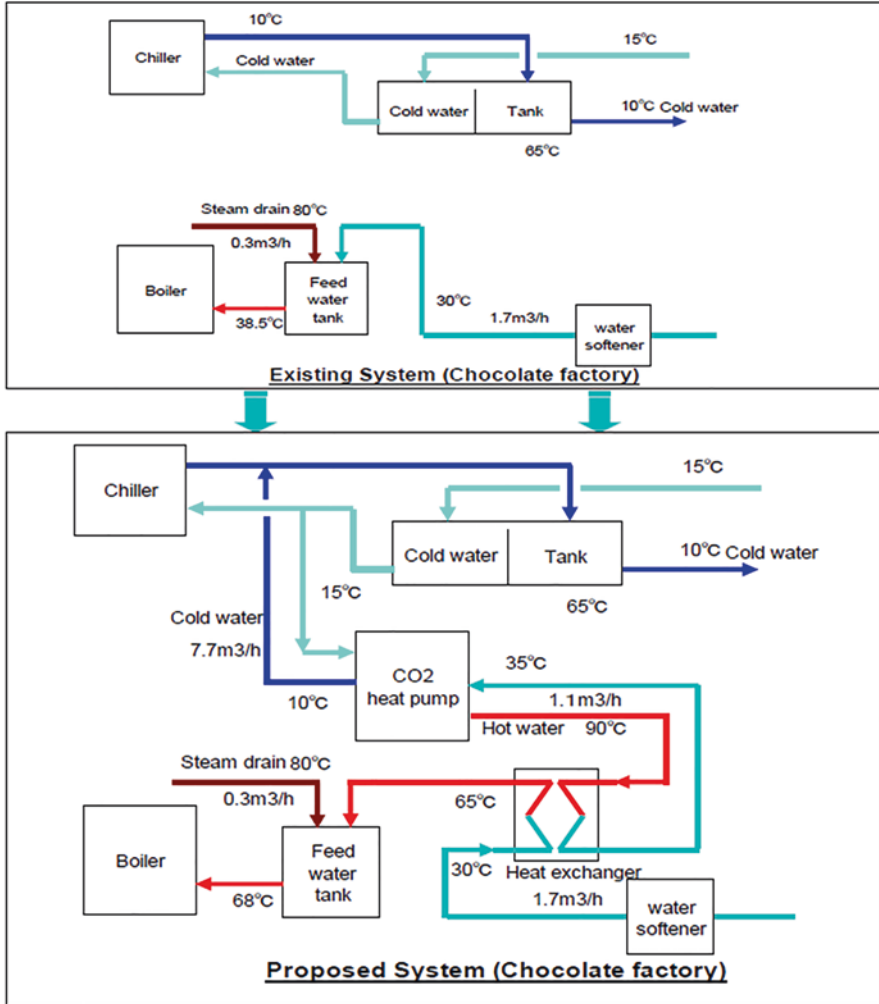 10℃
15℃
Chiller
Cold water
Cold water
Tank
10℃ Cold water
65℃
Steam drain 80℃
0.3m3/h
Boiler
Feed
water
tank
30℃
38.5℃
1.7m3/h
water
softener
Existing System (Chocolate factory)
15℃
Chiller
Cold water
Tank
10℃ Cold water
15℃
65℃
Cold water
7.7m3/h
CO2
heat pump
35℃
10℃
1.1m3/h
Hot water
90℃
Steam drain 80℃
0.3m3/h
65℃
Boiler
Feed
water
tank
30℃
Heat exchanger
68℃
1.7m3/h
water
softener
Proposed System (Chocolate factory)